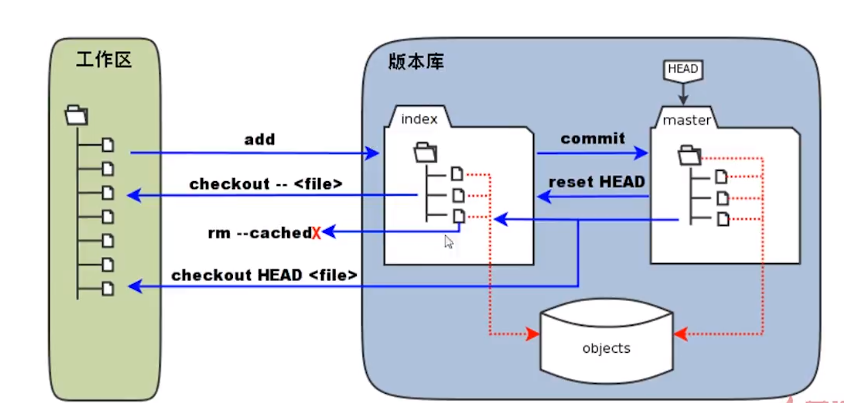 工作区
版本库
HEAD
index
master
add
commit
checkout -- <file>
reset HEAD
rm --cachedX
checkout HEAD <file>
objects